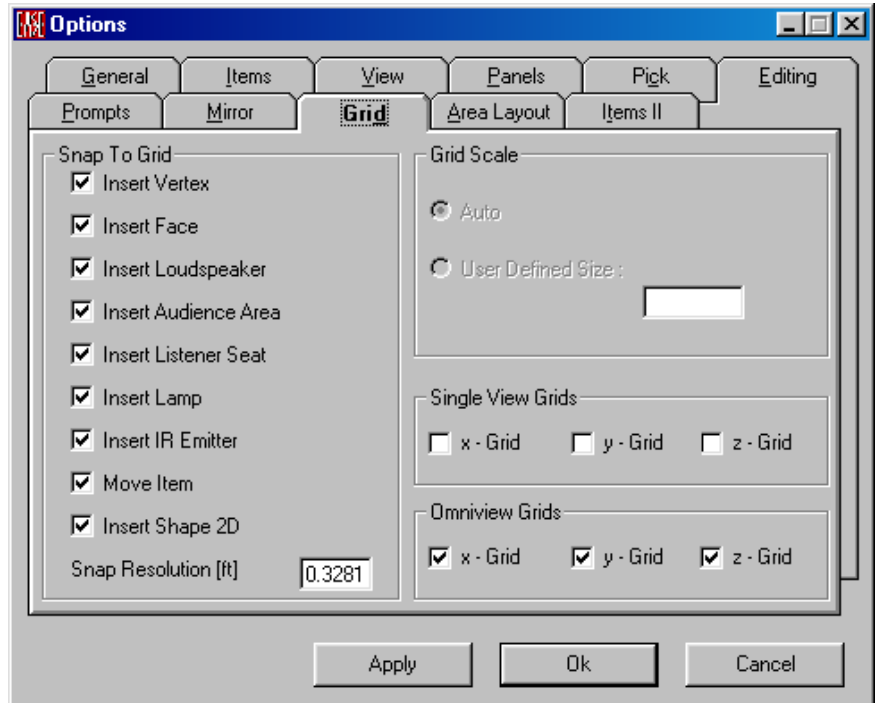 EASE Options
General Items View Panels Pick Editing
Prompts Mirror Grid Area Layout Items II
Snap To Grid
Insert Vertex
Insert Face
Insert Loudspeaker
Insert Audience Area
Insert Listener Seat
Insert Lamp
Insert IR Emitter
Move Item
Insert Shape 2D
Snap Resolution [ft] 0.3281
Grid Scale
Auto
User Defined Size :
Single View Grids
x - Grid y - Grid z - Grid
Omniview Grids
x - Grid y - Grid z - Grid
Apply Ok Cancel